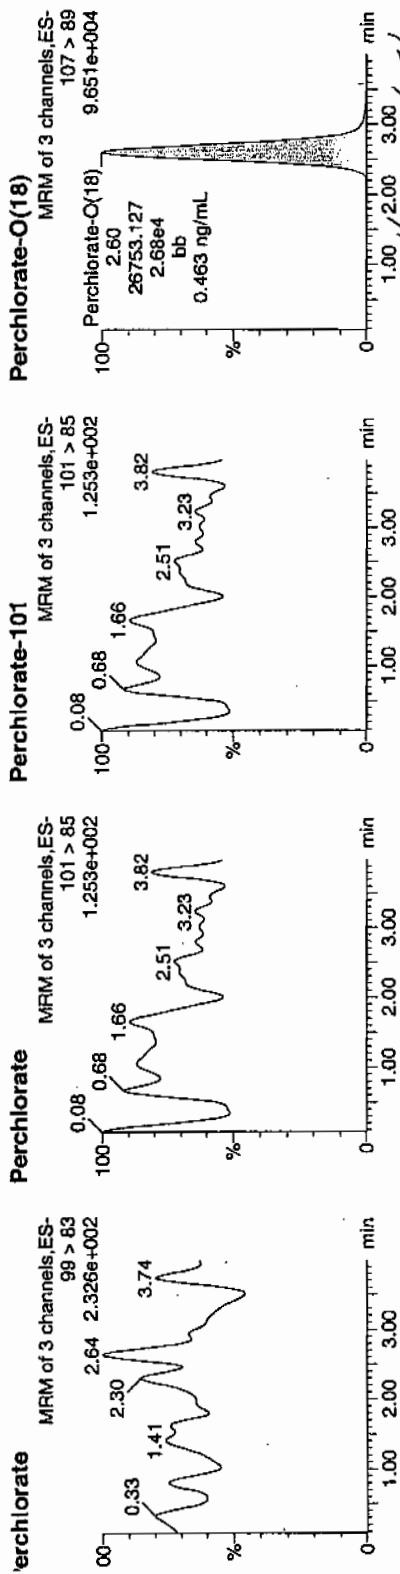 Perchlorate-O(18)
MRM of 3 channels,ES-
107 > 89
9.651e+004
100
Perchlorate-O(18)
2.60
26753.127
2.68e4
bb
0.463 ng/mL
%
0
1.00
2.00
3.00
min
Perchlorate-101
MRM of 3 channels,ES-
101 > 85
1.253e+002
0.08
100
0.68
1.66
2.51
3.23
3.82
%
0
1.00
2.00
3.00
min
Perchlorate
MRM of 3 channels,ES-
101 > 85
1.253e+002
0.08
100
0.68
1.66
2.51
3.23
3.82
%
0
1.00
2.00
3.00
min
erchlorate
MRM of 3 channels,ES-
99 > 83
2.326e+002
00
0.33
1.41
2.30
2.64
3.74
%
0
1.00
2.00
3.00
min